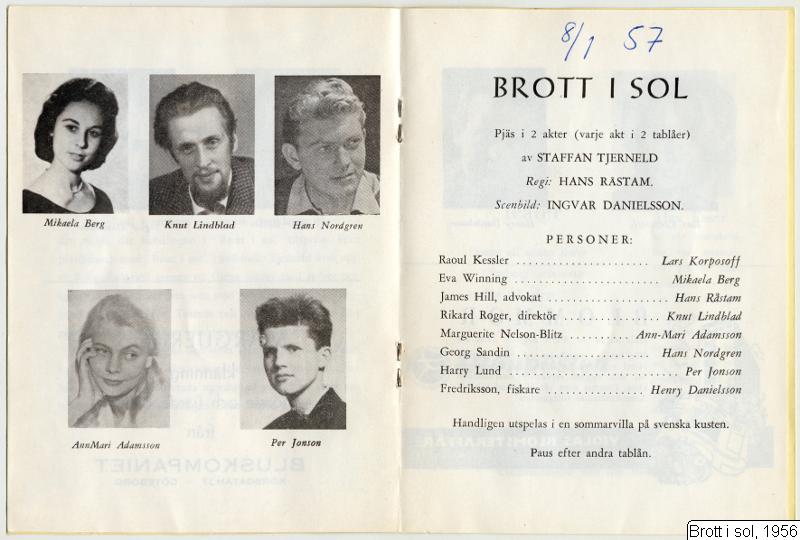 Mikaela Berg
Knut Lindblad
Hans Nordgren
AnnMari Adamsson
Per Jonson
8/1 57
BROTT I SOL
Pjäs i 2 akter (varje akt i 2 tablåer)
av STAFFAN TJERNELD
Regi: HANS RÅSTAM.
Scenbild: INGVAR DANIELSSON.
PERSONER:
Raoul Kessler ........................ Lars Korposoff
Eva Winning ......................... Mikaela Berg
James Hill, advokat ...................... Hans Råstam
Rikard Roger, direktör ................ Knut Lindblad
Marguerite Nelson-Blitz .......... Ann-Mari Adamsson
Georg Sandin ......................... Hans Nordgren
Harry Lund ............................ Per Jonson
Fredriksson, fiskare ................ Henry Danielsson
Handligen utspelas i en sommarvilla på svenska kusten.
Paus efter andra tablån.
BLUSKOMPANIET
Brott i sol, 1956